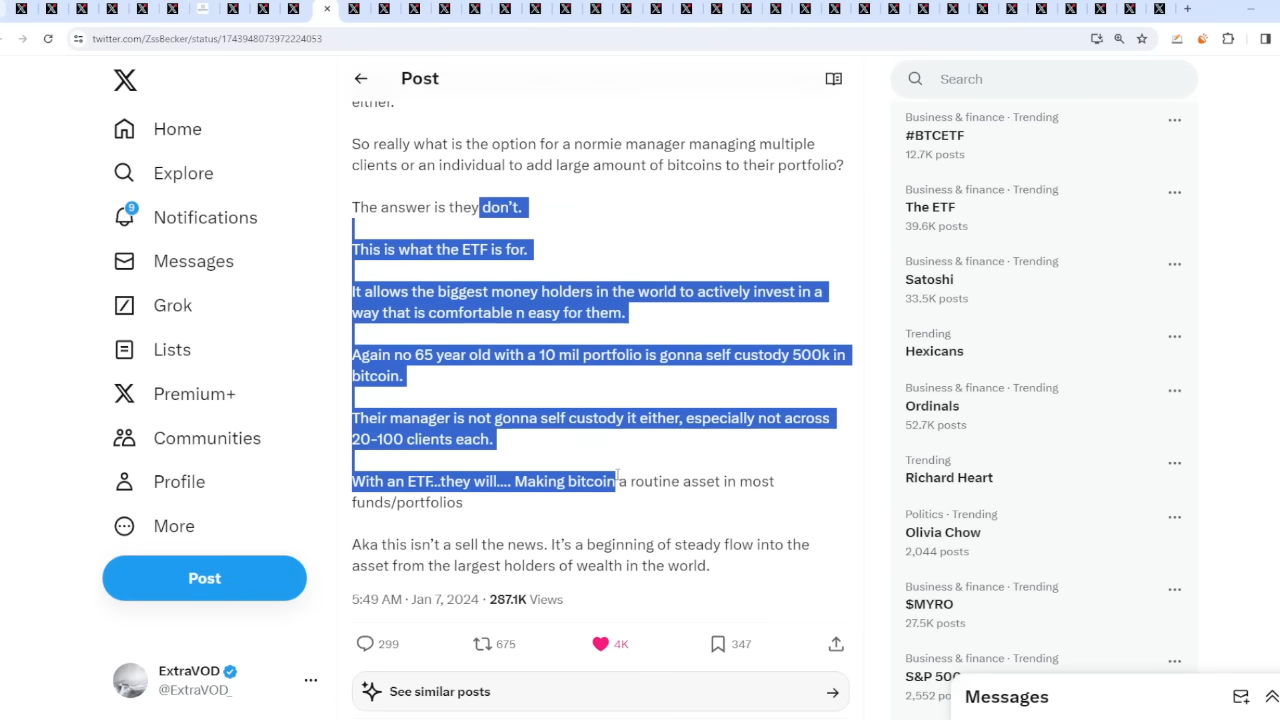 twitter.com/ZssBecker/status/1743948073972224053
Home
Explore
9
Notifications
Messages
Grok
Lists
Premium+
Communities
Profile
More
Post
ExtraVOD
@ExtraVOD_
Post
either.
So really what is the option for a normie manager managing multiple
clients or an individual to add large amount of bitcoins to their portfolio?
The answer is they don't.
This is what the ETF is for.
It allows the biggest money holders in the world to actively invest in a
way that is comfortable n easy for them.
Again no 65 year old with a 10 mil portfolio is gonna self custody 500k in
bitcoin.
Their manager is not gonna self custody it either, especially not across
20-100 clients each.
With an ETF...they will.... Making bitcoin a routine asset in most
funds/portfolios
Aka this isn't a sell the news. It's a beginning of steady flow into the
asset from the largest holders of wealth in the world.
5:49 AM · Jan 7, 2024 · 287.1K Views
299
675
4K
347
See similar posts
Search
Business & finance · Trending
#BTCETF
12.7K posts
Business & finance · Trending
The ETF
39.6K posts
Business & finance · Trending
Satoshi
33.5K posts
Trending
Hexicans
Business & finance · Trending
Ordinals
52.7K posts
Trending
Richard Heart
Politics · Trending
Olivia Chow
2,044 posts
Business & finance · Trending
$MYRO
27.5K posts
Business & finance · Trending
S&P 500
2,552 po
Messages